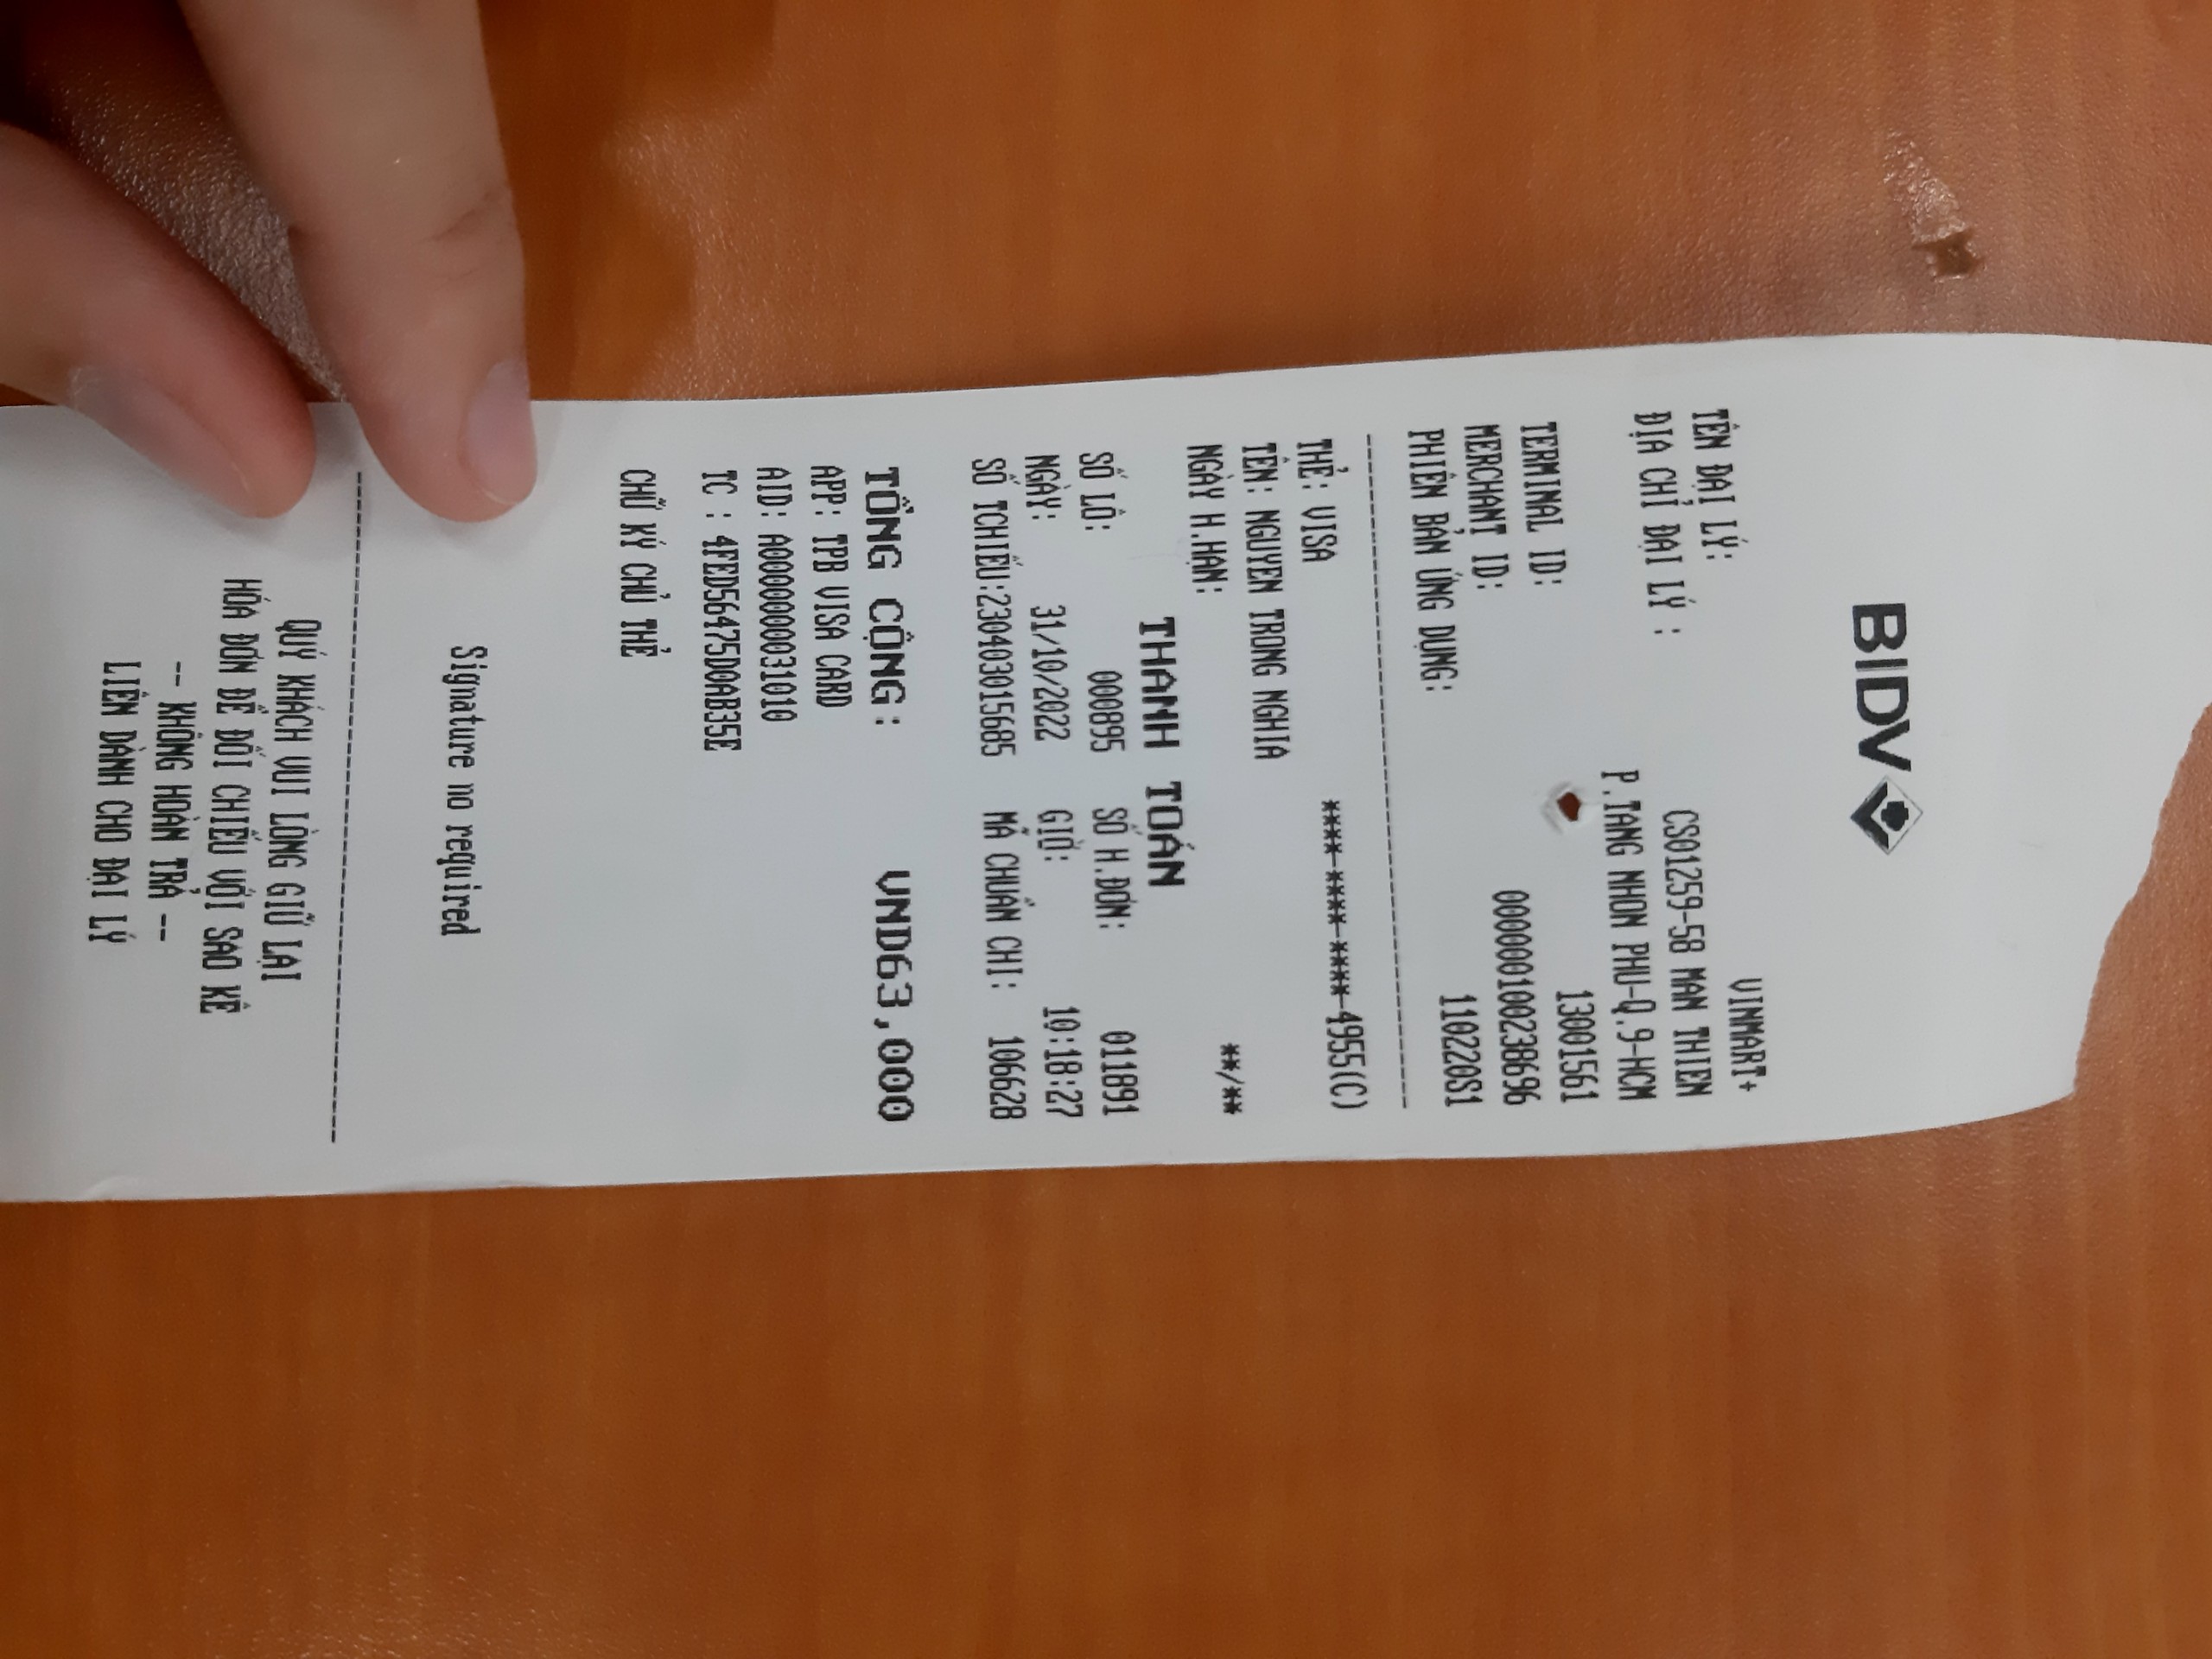 BIDV
TÊN ĐẠI LÝ: VINMART+
ĐỊA CHỈ ĐẠI LÝ : CS01259-58 MAN THIEN
P.TANG NHON PHU-Q.9-HCM
TERMINAL ID: 13001561
MERCHANT ID: 000000100238696
PHIÊN BẢN ỨNG DỤNG: 110220S1
THẺ: VISA ****-****-****-4955(C)
TÊN: NGUYEN TRONG NGHIA
NGÀY H.HẠN: **/**
THANH TOÁN
SỐ LÔ: 000895 SỐ H.ĐƠN: 011891
NGÀY: 31/10/2022 GIỜ: 10:18:27
SỐ TCHIẾU:230403015685 MÃ CHUẨN CHI: 106628
TỔNG CỘNG: VND63,000
APP: TPB VISA CARD
AID: A0000000031010
TC : 4FED56475D0AB35E
CHỮ KÝ CHỦ THẺ
Signature no required
QUÝ KHÁCH VUI LÒNG GIỮ LẠI
HÓA ĐƠN ĐỂ ĐỐI CHIẾU VỚI SAO KÊ
-- KHÔNG HOÀN TRẢ --
LIÊN DÀNH CHO ĐẠI LÝ